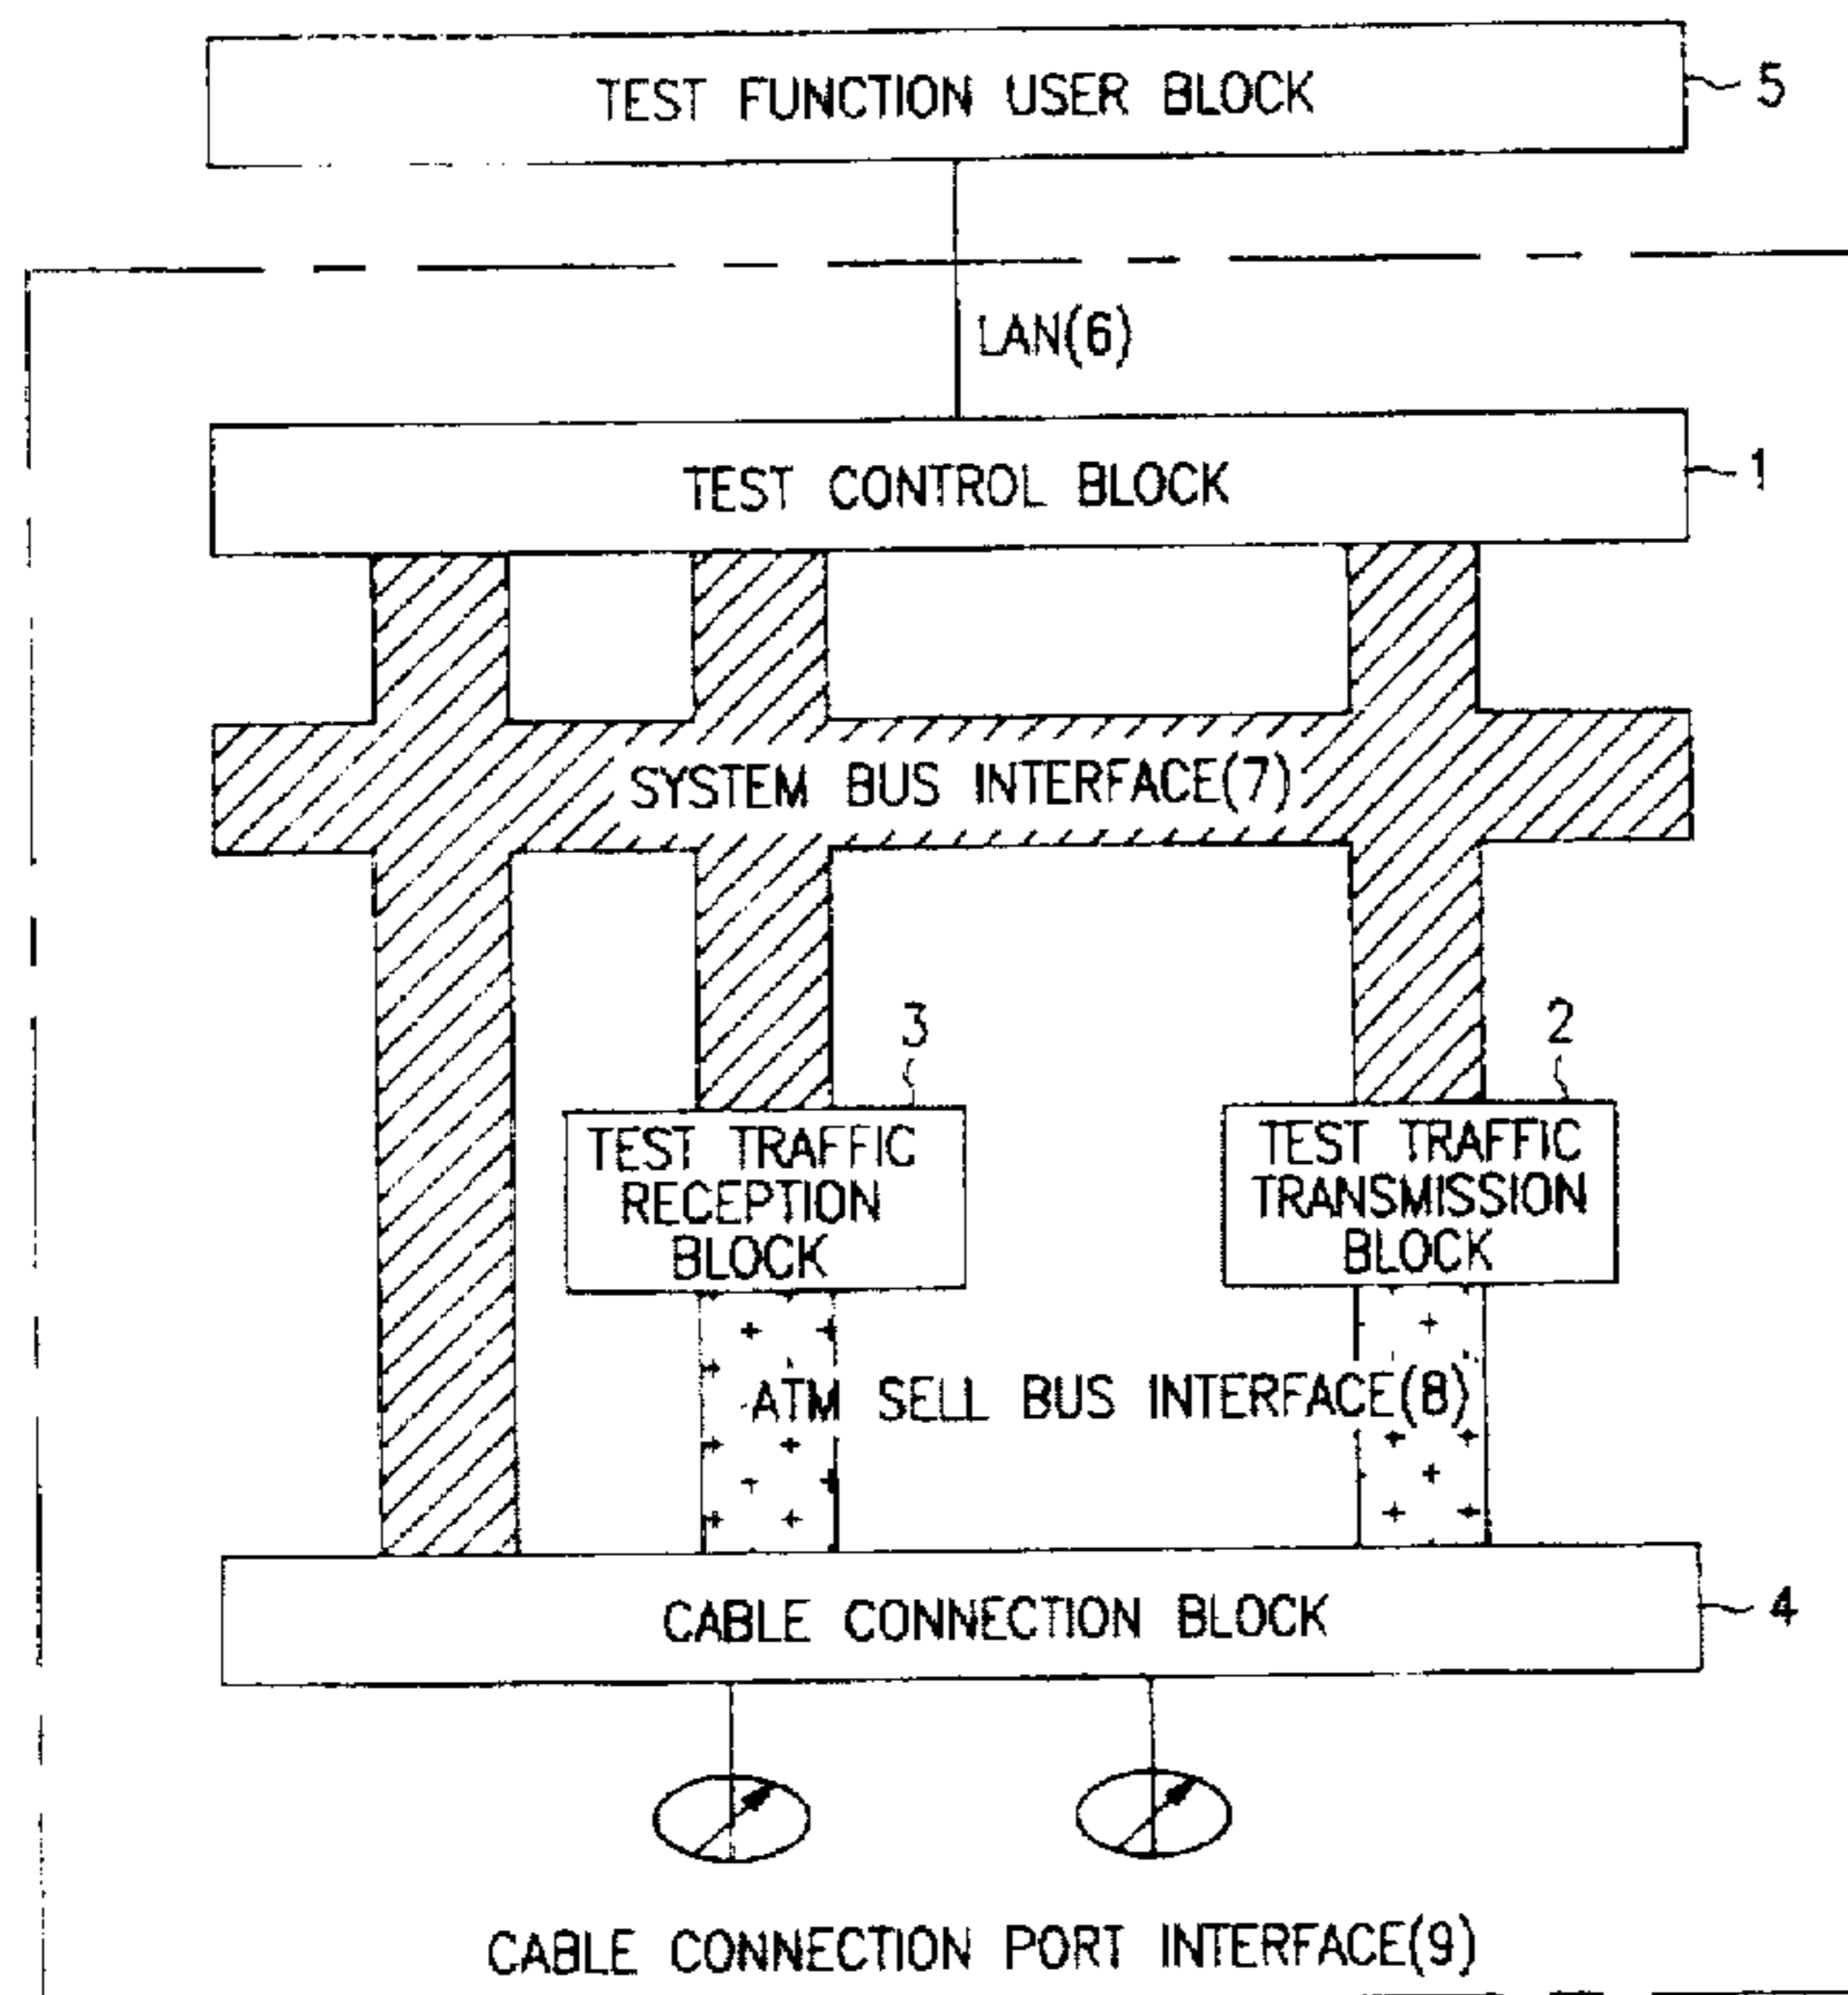 TEST FUNCTION USER BLOCK
5
LAN(6)
TEST CONTROL BLOCK
1
SYSTEM BUS INTERFACE(7)
3
2
TEST TRAFFIC
RECEPTION
BLOCK
TEST TRAFFIC
TRANSMISSION
BLOCK
ATM SELL BUS INTERFACE(8)
CABLE CONNECTION BLOCK
4
CABLE CONNECTION PORT INTERFACE(9)